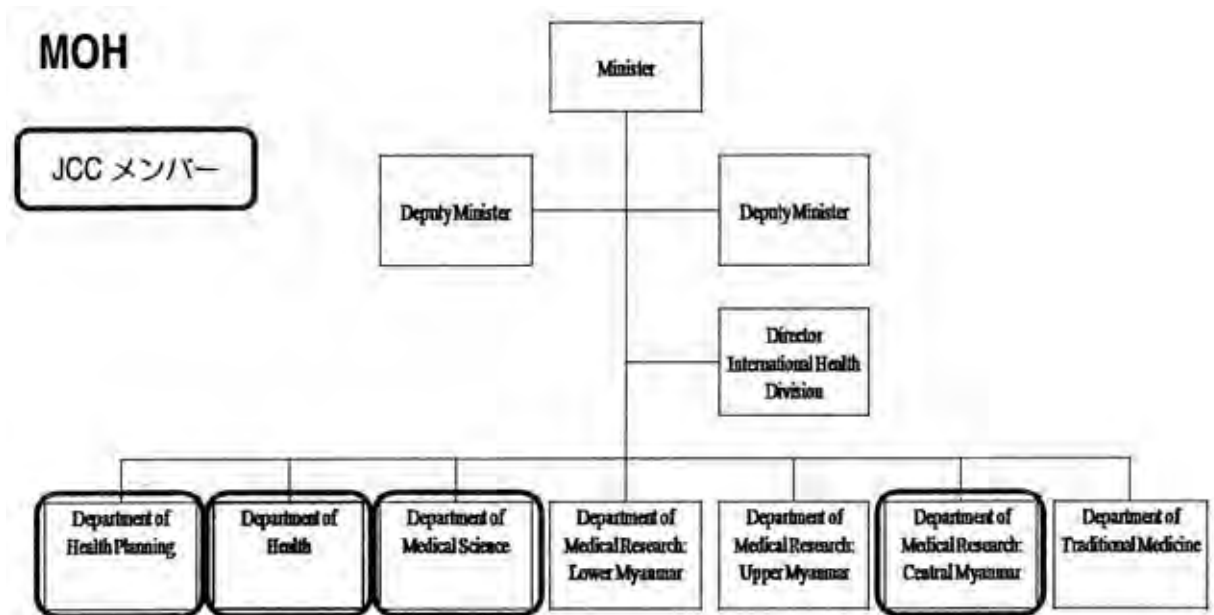 MOH
JCC メンバー
Minister
Deputy Minister
Deputy Minister
Director
International Health
Division
Department of
Health Planning
Department of
Health
Department of
Medical Science
Department of
Medical Research:
Lower Myanmar
Department of
Medical Research:
Upper Myanmar
Department of
Medical Research:
Central Myanmar
Department of
Traditional Medicine